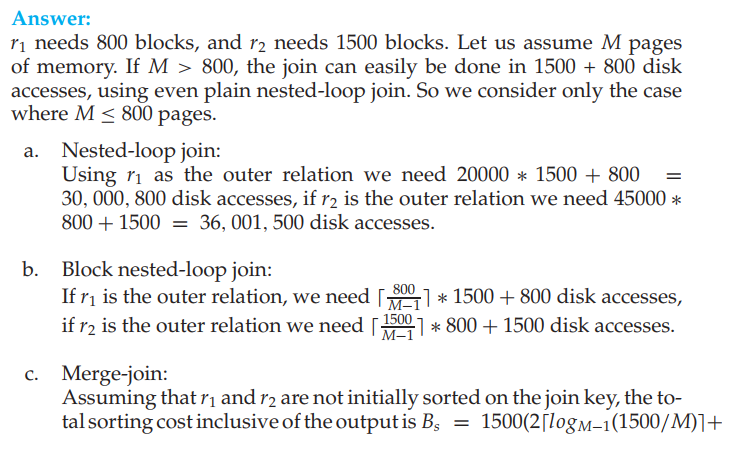 Answer:
r₁ needs 800 blocks, and r₂ needs 1500 blocks. Let us assume M pages
of memory. If M > 800, the join can easily be done in 1500 + 800 disk
accesses, using even plain nested-loop join. So we consider only the case
where M ≤ 800 pages.
a. Nested-loop join:
Using r₁ as the outer relation we need 20000 ∗ 1500 + 800 =
30, 000, 800 disk accesses, if r₂ is the outer relation we need 45000 ∗
800 + 1500 = 36, 001, 500 disk accesses.
b. Block nested-loop join:
If r₁ is the outer relation, we need ⌈800/M−1⌉ ∗ 1500 + 800 disk accesses,
if r₂ is the outer relation we need ⌈1500/M−1⌉ ∗ 800 + 1500 disk accesses.
c. Merge-join:
Assuming that r₁ and r₂ are not initially sorted on the join key, the to-
tal sorting cost inclusive of the output is Bₛ = 1500(2⌈log_{M−1}(1500/M)⌉+